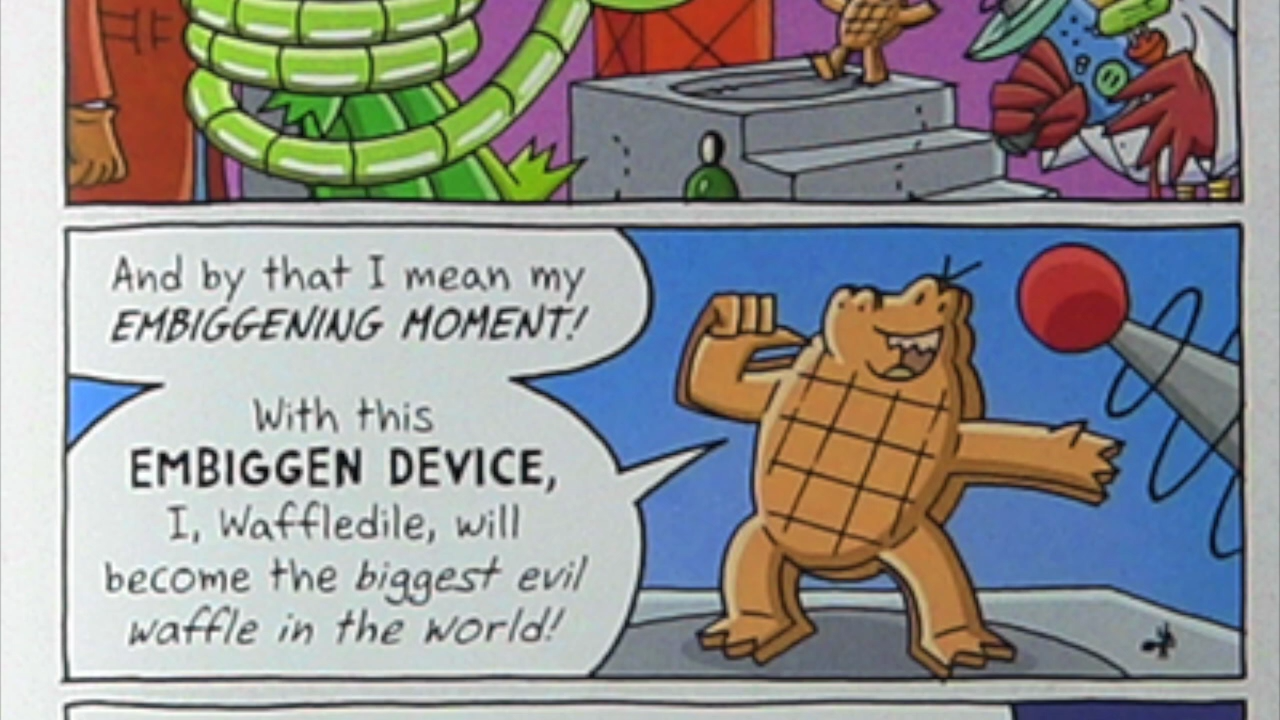 And by that I mean my
EMBIGGENING MOMENT!
With this
EMBIGGEN DEVICE,
I, Waffledile, will
become the biggest evil
waffle in the world!